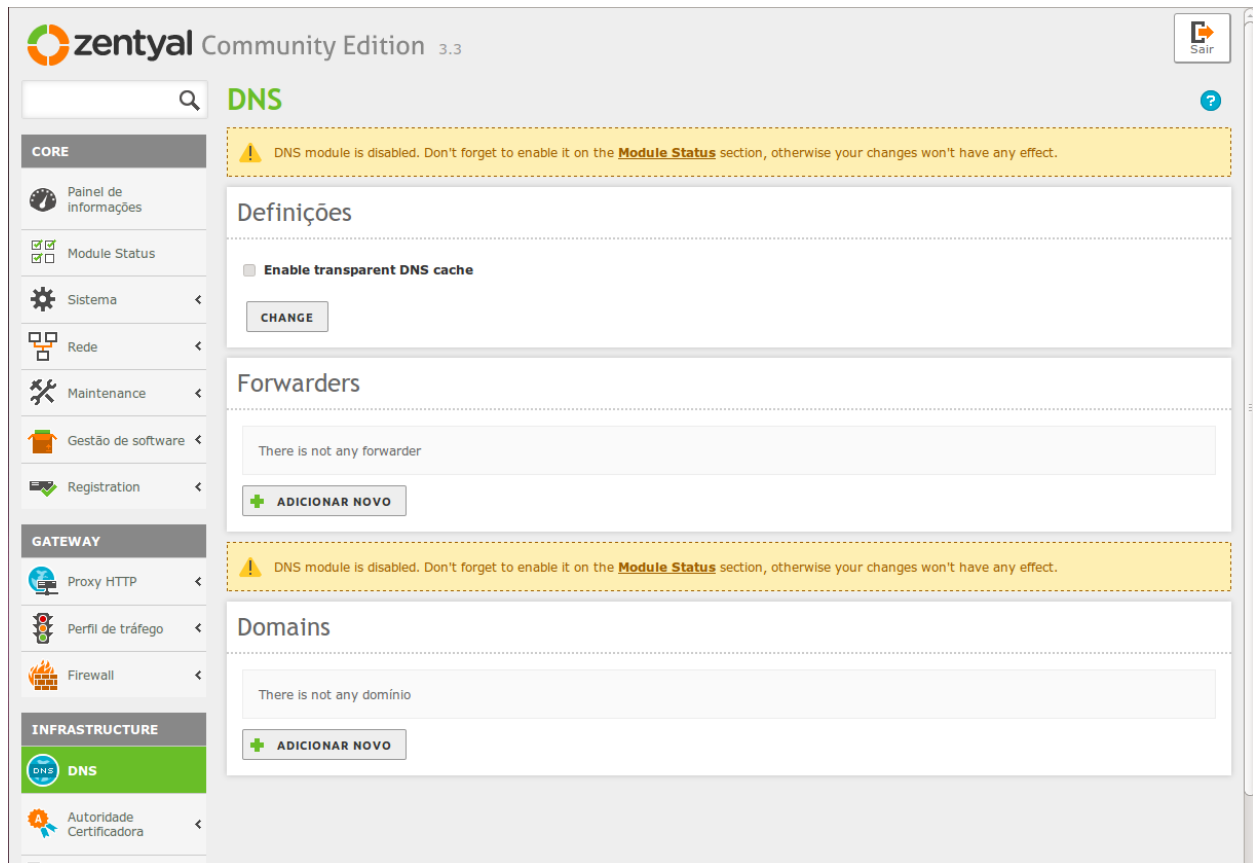 zentyal Community Edition 3.3
Sair
DNS
?
CORE
Painel de
informações
Module Status
Sistema
Rede
Maintenance
Gestão de software
Registration
GATEWAY
Proxy HTTP
Perfil de tráfego
Firewall
INFRASTRUCTURE
DNS DNS
A
Autoridade
Certificadora
DNS module is disabled. Don't forget to enable it on the Module Status section, otherwise your changes won't have any effect.
Definições
Enable transparent DNS cache
CHANGE
Forwarders
There is not any forwarder
ADICIONAR NOVO
DNS module is disabled. Don't forget to enable it on the Module Status section, otherwise your changes won't have any effect.
Domains
There is not any domínio
ADICIONAR NOVO